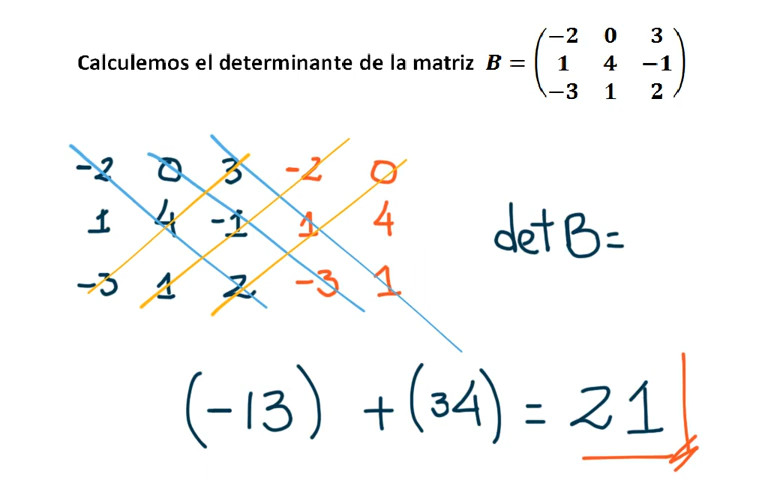 -2 0 3
Calculemos el determinante de la matriz B = 1 4 -1
-3 1 2
-2 0 3 -2 0
1 4 -1 1 4
det B=
-3 1 2 -3 1
(-13) + (34) = 21